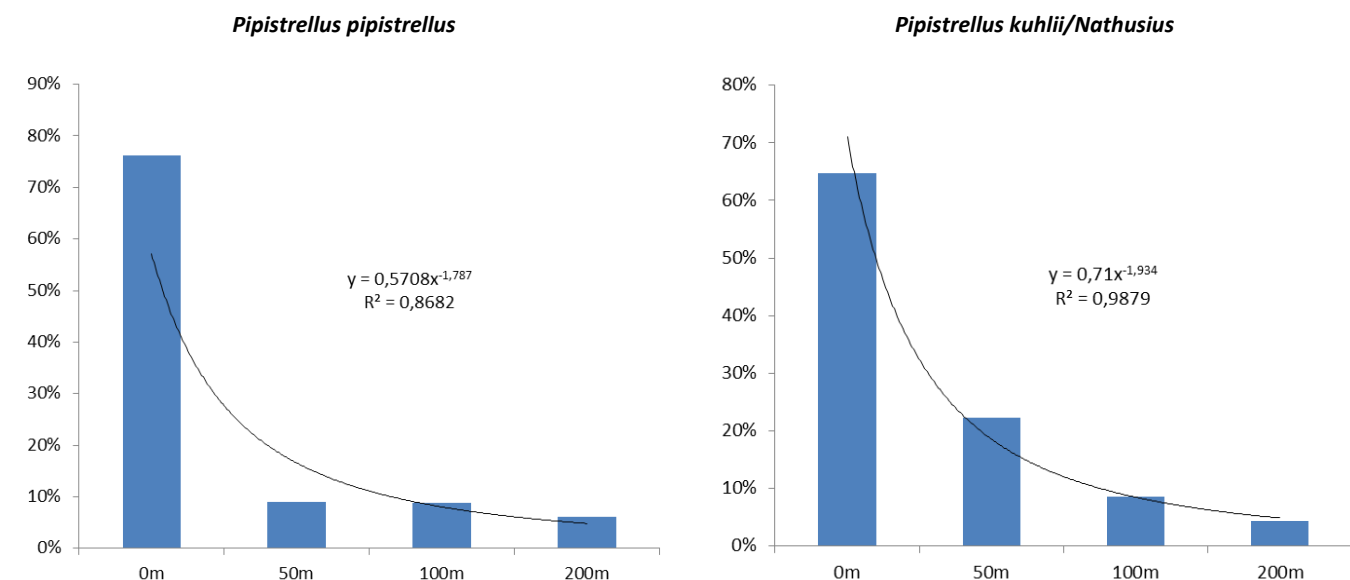 Pipistrellus pipistrellus
90%
80%
70%
60%
50%
40%
30%
20%
10%
0%
y = 0,5708x^-1,787
R² = 0,8682
0m 50m 100m 200m
Pipistrellus kuhlii/Nathusius
80%
70%
60%
50%
40%
30%
20%
10%
0%
y = 0,71x^-1,934
R² = 0,9879
0m 50m 100m 200m